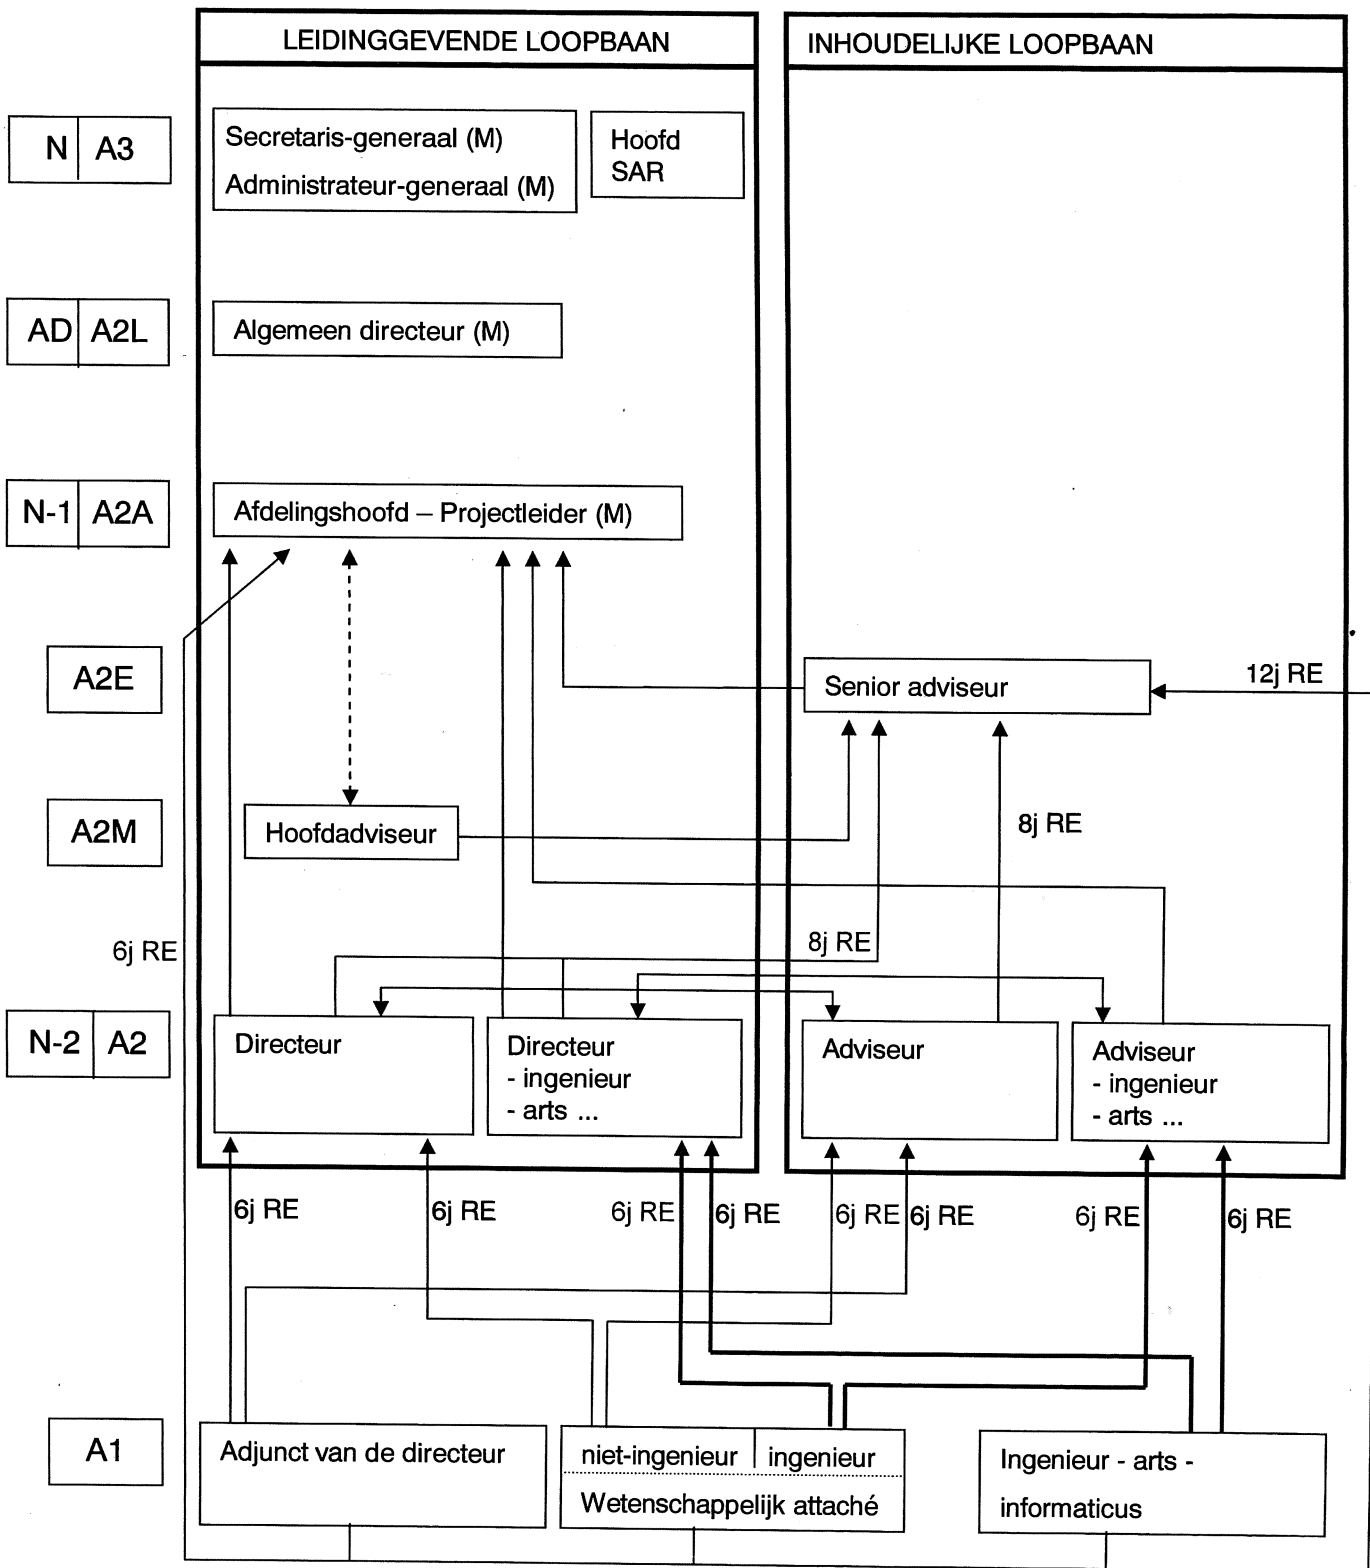 LEIDINGGEVENDE LOOPBAAN
INHOUDELIJKE LOOPBAAN
N A3
Secretaris-generaal (M)
Administrateur-generaal (M)
Hoofd
SAR
AD A2L
Algemeen directeur (M)
N-1 A2A
Afdelingshoofd – Projectleider (M)
A2E
Senior adviseur
12j RE
A2M
Hoofdadviseur
8j RE
6j RE
8j RE
N-2 A2
Directeur
Directeur
- ingenieur
- arts ...
Adviseur
Adviseur
- ingenieur
- arts ...
6j RE
6j RE
6j RE
6j RE
6j RE
6j RE
6j RE
6j RE
A1
Adjunct van de directeur
niet-ingenieur
ingenieur
Wetenschappelijk attaché
Ingenieur - arts -
informaticus